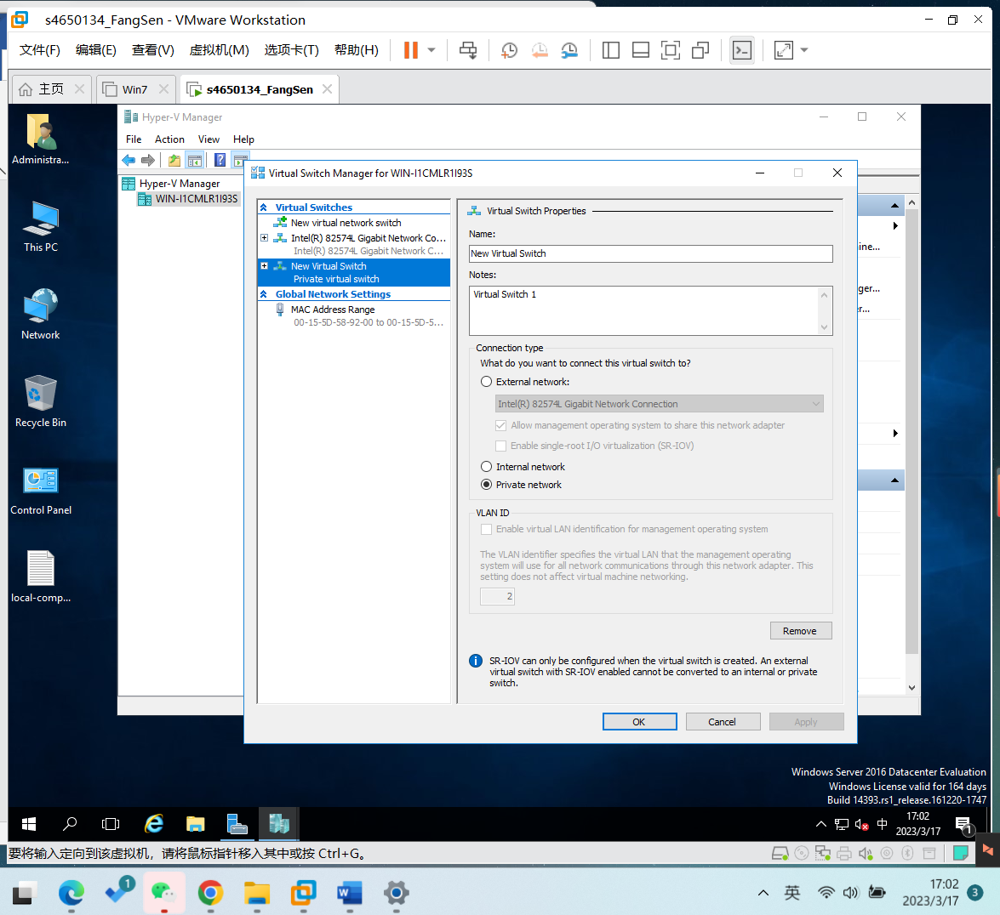 s4650134_FangSen - VMware Workstation
文件(F) 编辑(E) 查看(V) 虚拟机(M) 选项卡(T) 帮助(H)
主页 Win7 s4650134_FangSen
Administra...
This PC
Network
Recycle Bin
Control Panel
local-comp...
Hyper-V Manager
File Action View Help
Hyper-V Manager
WIN-I1CMLR1I93S
Virtual Switch Manager for WIN-I1CMLR1I93S
Virtual Switches
New virtual network switch
Intel(R) 82574L Gigabit Network Co...
Intel(R) 82574L Gigabit Network C...
New Virtual Switch
Private virtual switch
Global Network Settings
MAC Address Range
00-15-5D-58-92-00 to 00-15-5D-5...
Virtual Switch Properties
Name:
New Virtual Switch
Notes:
Virtual Switch 1
Connection type
What do you want to connect this virtual switch to?
External network:
Intel(R) 82574L Gigabit Network Connection
Allow management operating system to share this network adapter
Enable single-root I/O virtualization (SR-IOV)
Internal network
Private network
VLAN ID
Enable virtual LAN identification for management operating system
The VLAN identifier specifies the virtual LAN that the management operating
system will use for all network communications through this network adapter. This
setting does not affect virtual machine networking.
2
Remove
SR-IOV can only be configured when the virtual switch is created. An external
virtual switch with SR-IOV enabled cannot be converted to an internal or private
switch.
OK Cancel Apply
ine...
ger...
r...
Windows Server 2016 Datacenter Evaluation
Windows License valid for 164 days
Build 14393.rs1_release.161220-1747
中
17:02
2023/3/17
1
要将输入定向到该虚拟机，请将鼠标指针移入其中或按 Ctrl+G。
1
英
17:02
2023/3/17
3